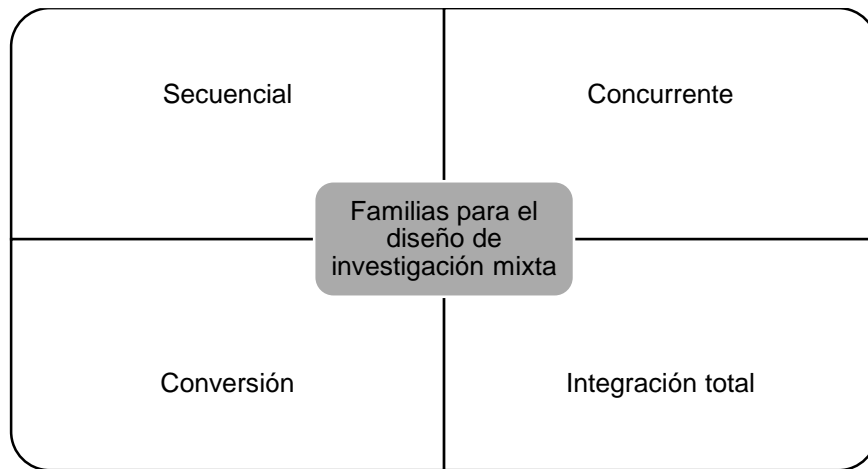 Secuencial
Concurrente
Familias para el
diseño de
investigación mixta
Conversión
Integración total